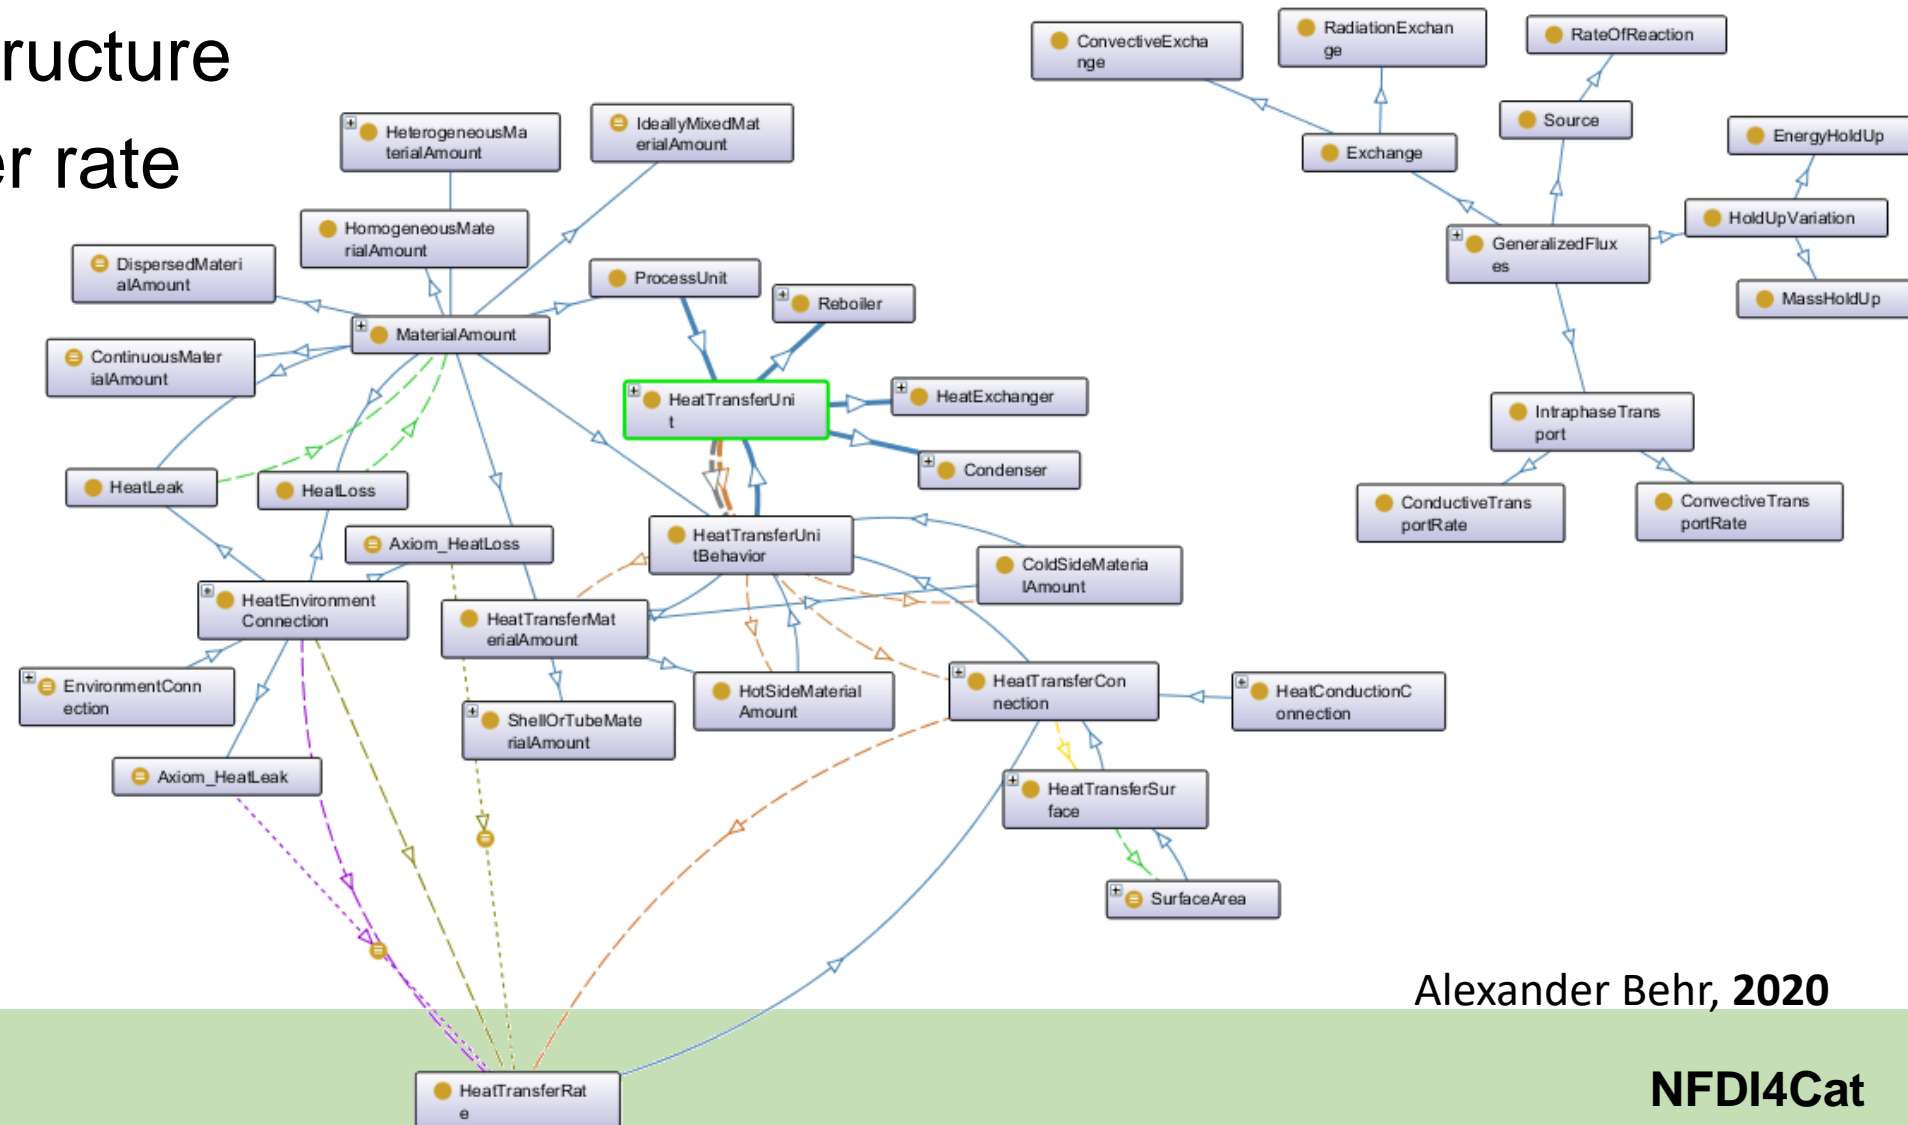 ructure
er rate
ConvectiveExcha
nge
RadiationExchan
ge
RateOfReaction
Source
Exchange
EnergyHoldUp
HoldUpVariation
GeneralizedFlux
es
MassHoldUp
IntraphaseTrans
port
ConductiveTrans
portRate
ConvectiveTrans
portRate
HeterogeneousMa
terialAmount
IdeallyMixedMat
erialAmount
HomogeneousMate
rialAmount
DispersedMateri
alAmount
ProcessUnit
Reboiler
MaterialAmount
ContinuousMater
ialAmount
HeatTransferUni
t
HeatExchanger
Condenser
HeatLeak
HeatLoss
Axiom_HeatLoss
HeatTransferUni
tBehavior
ColdSideMateria
lAmount
HeatEnvironment
Connection
HeatTransferMat
erialAmount
EnvironmentConn
ection
HotSideMaterial
Amount
HeatTransferCon
nection
HeatConductionC
onnection
ShellOrTubeMate
rialAmount
Axiom_HeatLeak
HeatTransferSur
face
SurfaceArea
Alexander Behr, 2020
HeatTransferRat
e
NFDI4Cat